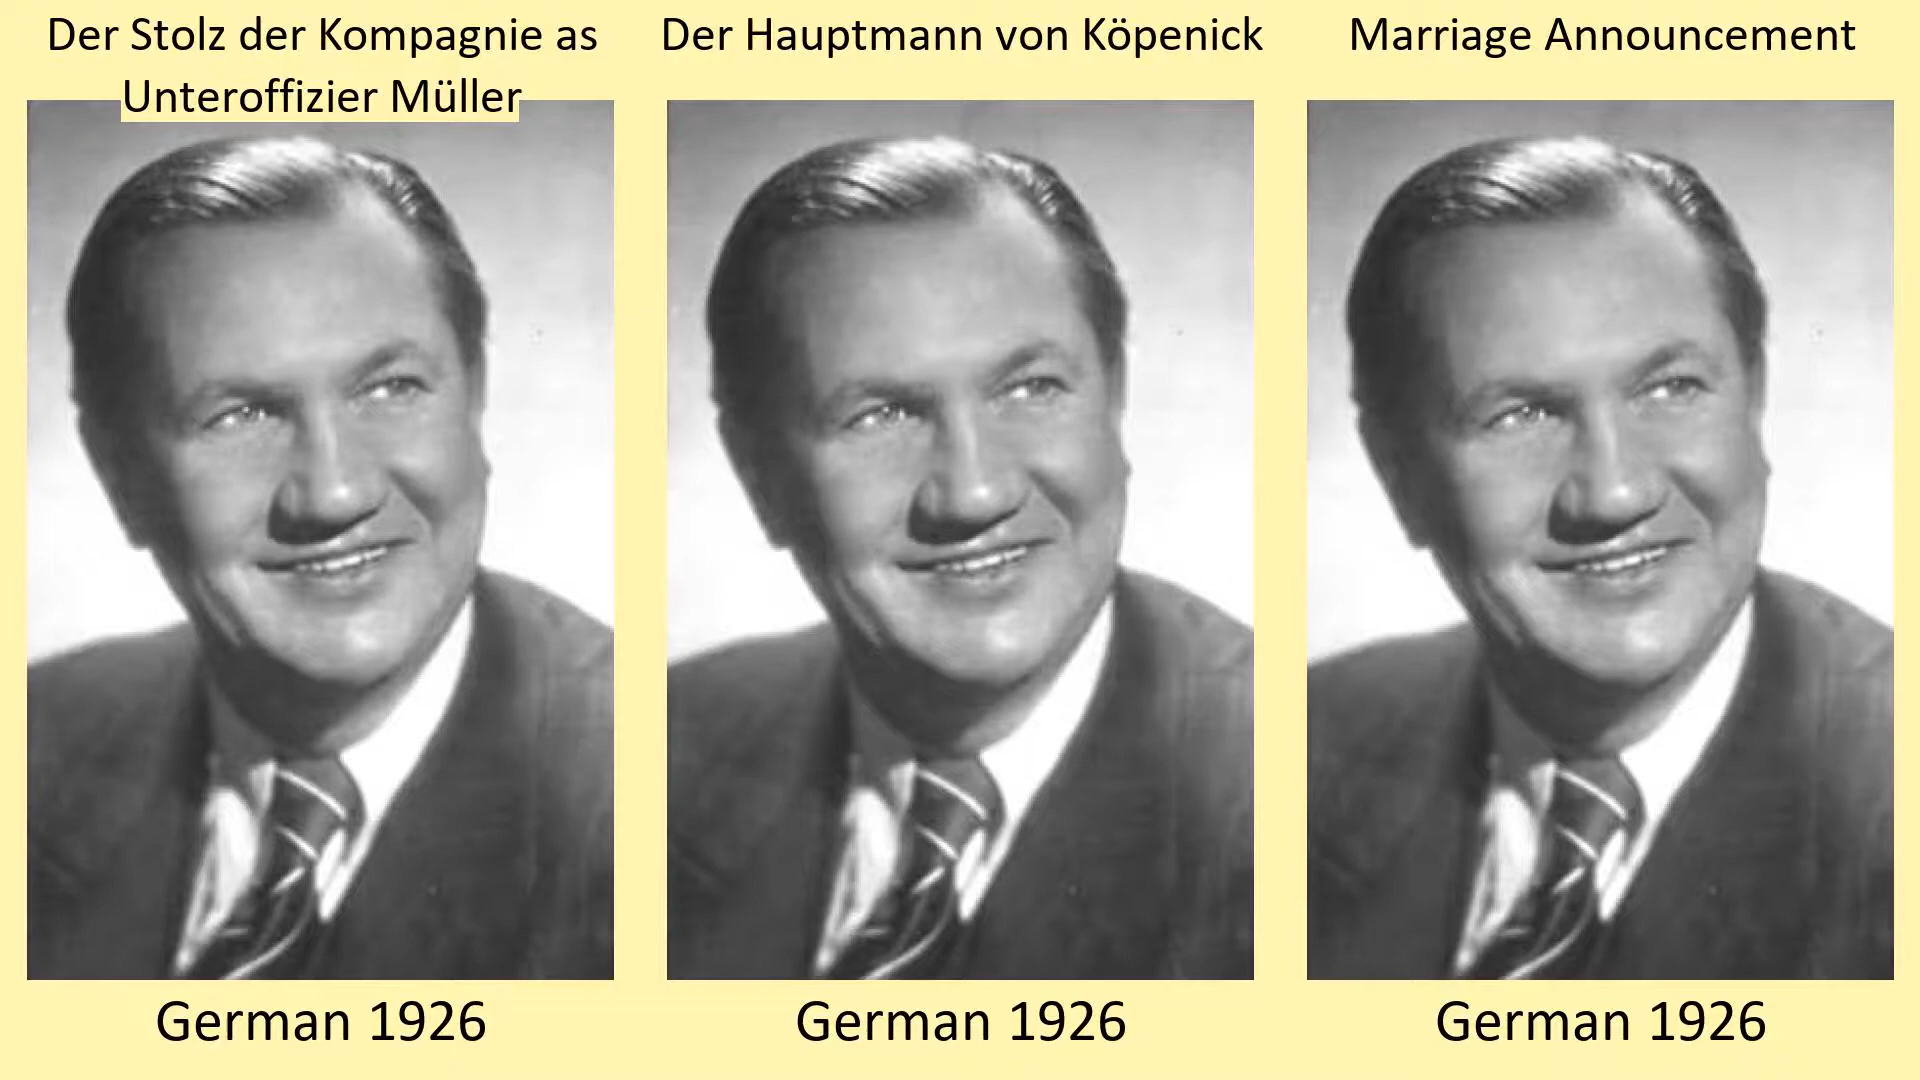 Der Stolz der Kompagnie as
Unteroffizier Müller
Der Hauptmann von Köpenick
Marriage Announcement
German 1926
German 1926
German 1926